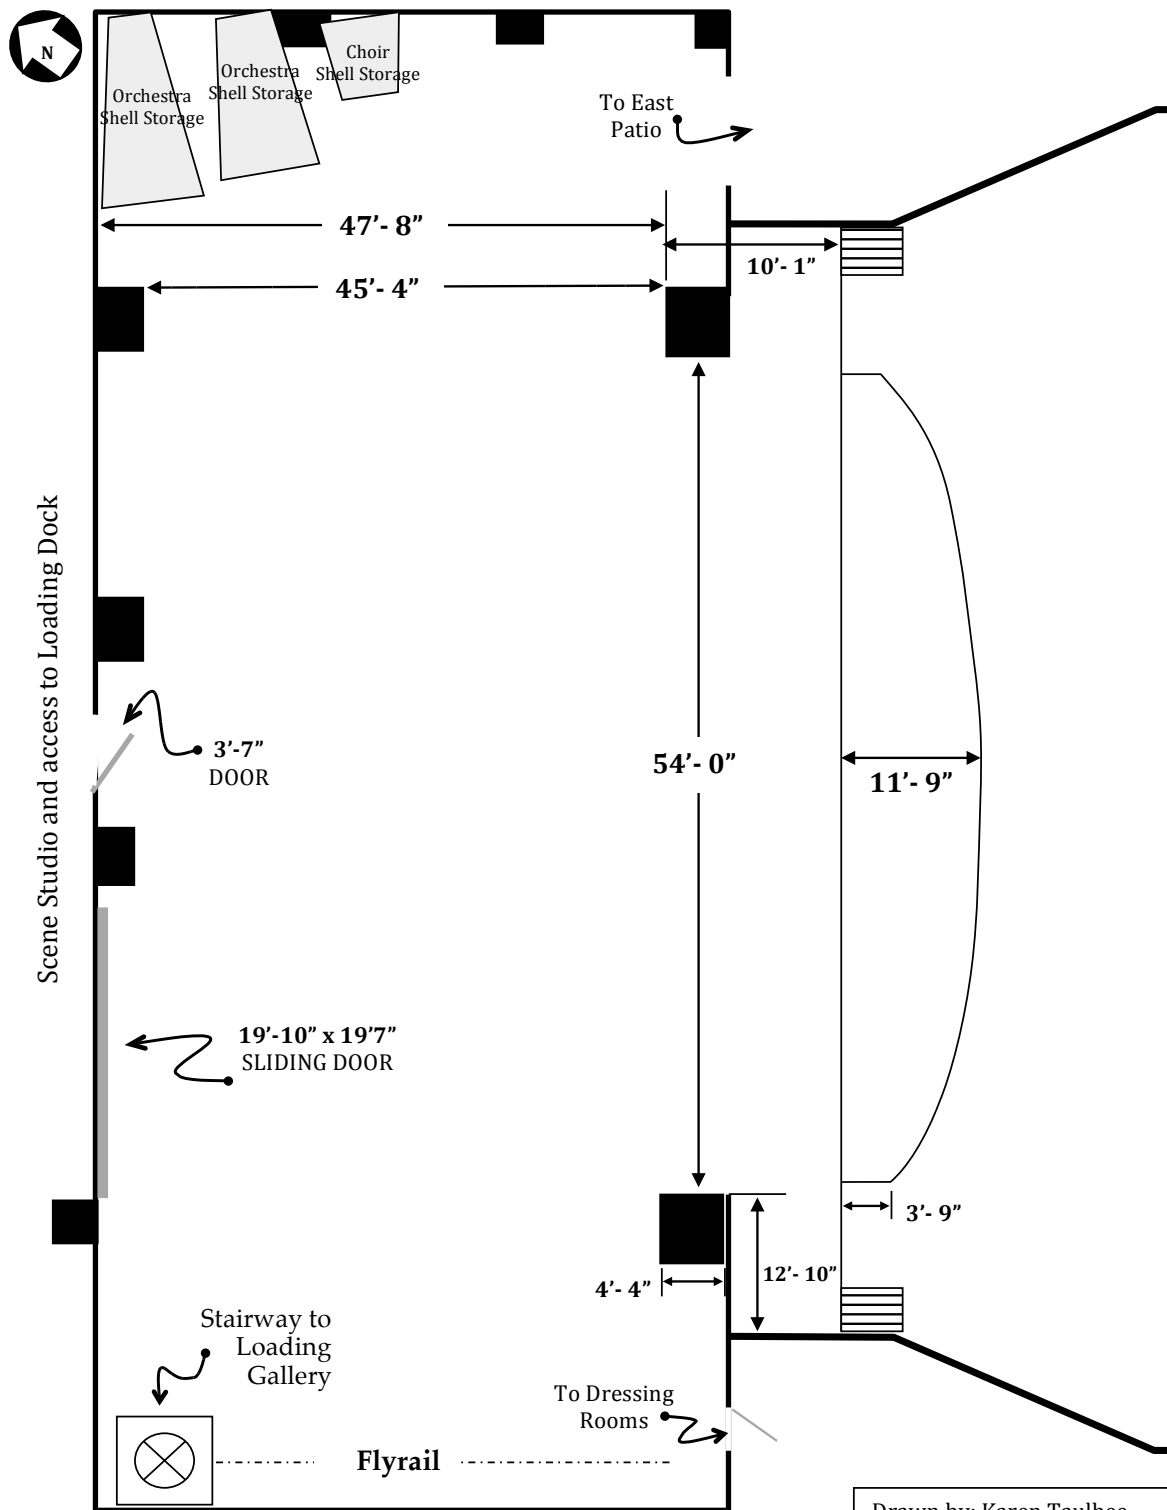 N
Orchestra
Shell Storage
Orchestra
Shell Storage
Choir
Shell Storage
To East
Patio
47’- 8”
10’- 1”
45’- 4”
Scene Studio and access to Loading Dock
3’-7”
DOOR
54’- 0”
11’- 9”
19’-10” x 19’7”
SLIDING DOOR
3’- 9”
4’- 4”
12’- 10”
Stairway to
Loading
Gallery
To Dressing
Rooms
Flyrail